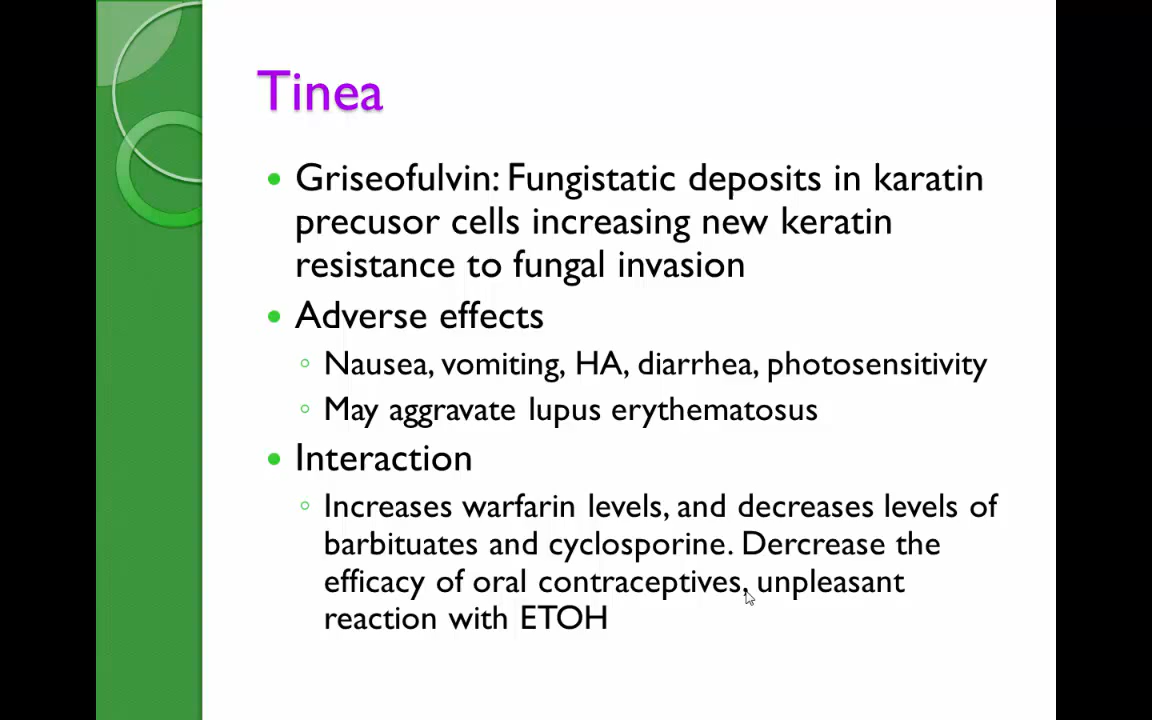 Tinea
• Griseofulvin: Fungistatic deposits in karatin
precusor cells increasing new keratin
resistance to fungal invasion
• Adverse effects
◦ Nausea, vomiting, HA, diarrhea, photosensitivity
◦ May aggravate lupus erythematosus
• Interaction
◦ Increases warfarin levels, and decreases levels of
barbituates and cyclosporine. Dercrease the
efficacy of oral contraceptives, unpleasant
reaction with ETOH